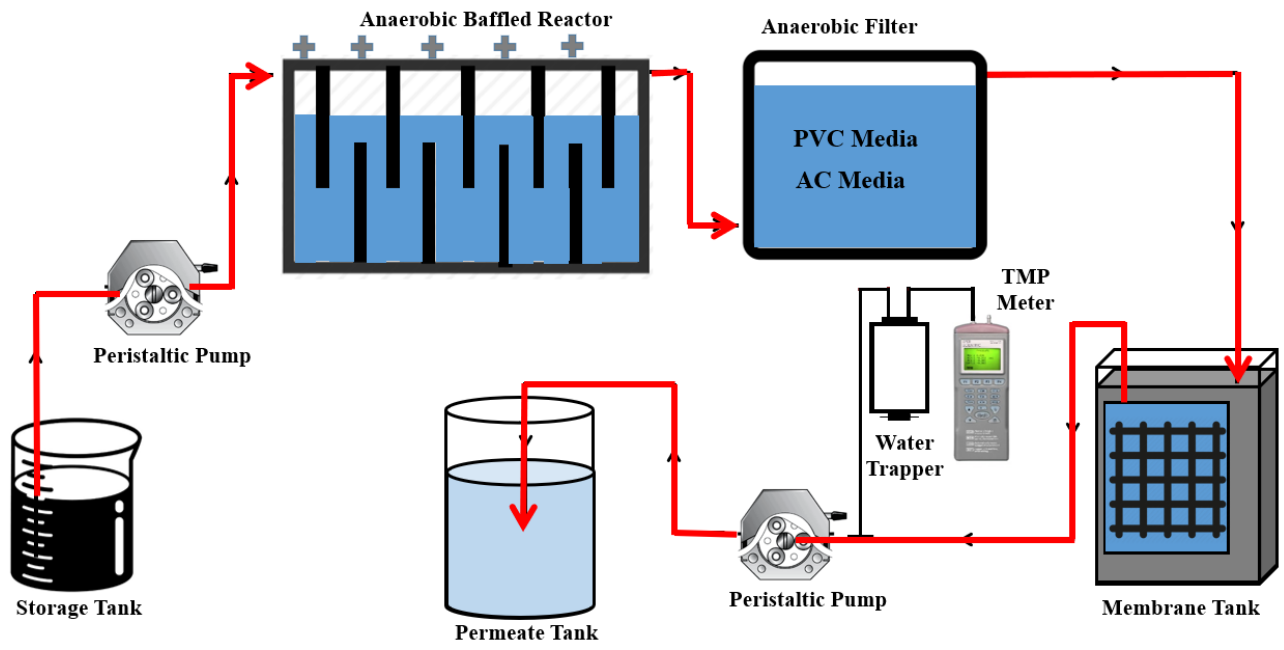 Anaerobic Baffled Reactor
Anaerobic Filter
PVC Media
AC Media
Peristaltic Pump
TMP
Meter
Water
Trapper
Storage Tank
Permeate Tank
Peristaltic Pump
Membrane Tank